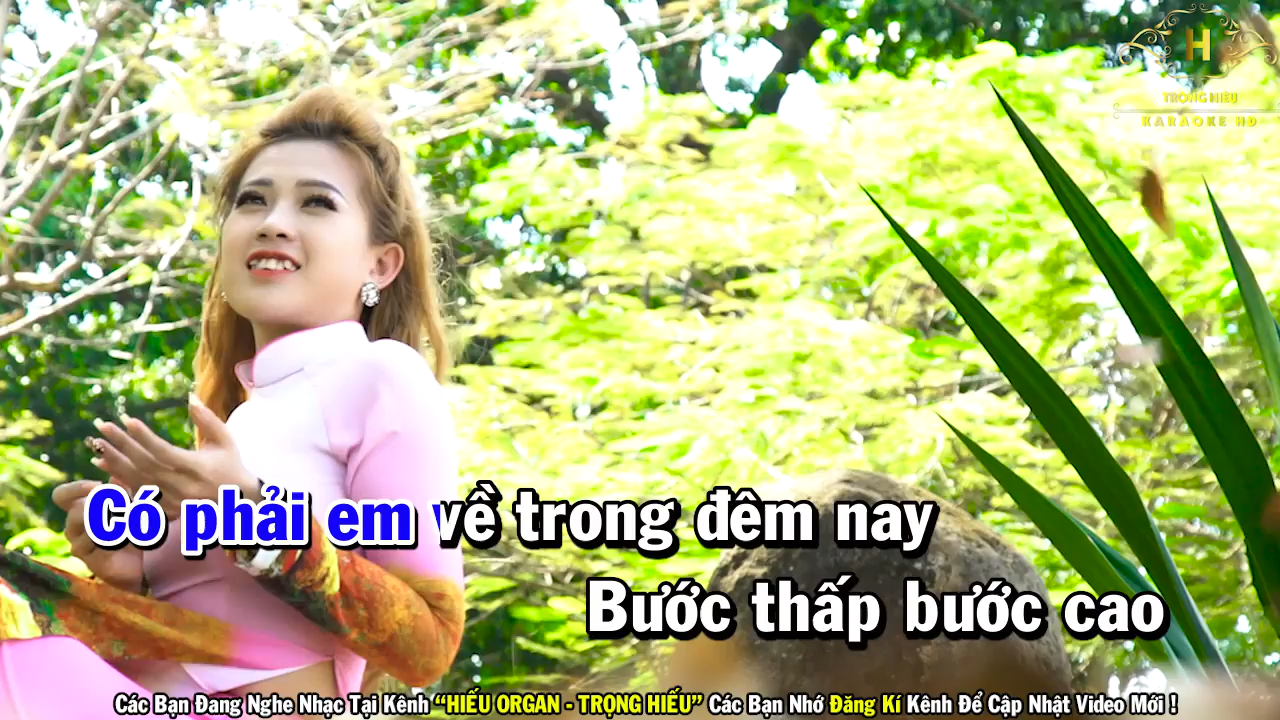 H
TRỌNG HIẾU
KARAOKE HD
Có phải em về trong đêm nay
Bước thấp bước cao
Các Bạn Đang Nghe Nhạc Tại Kênh “HIẾU ORGAN - TRỌNG HIẾU” Các Bạn Nhớ Đăng Kí Kênh Để Cập Nhật Video Mới !